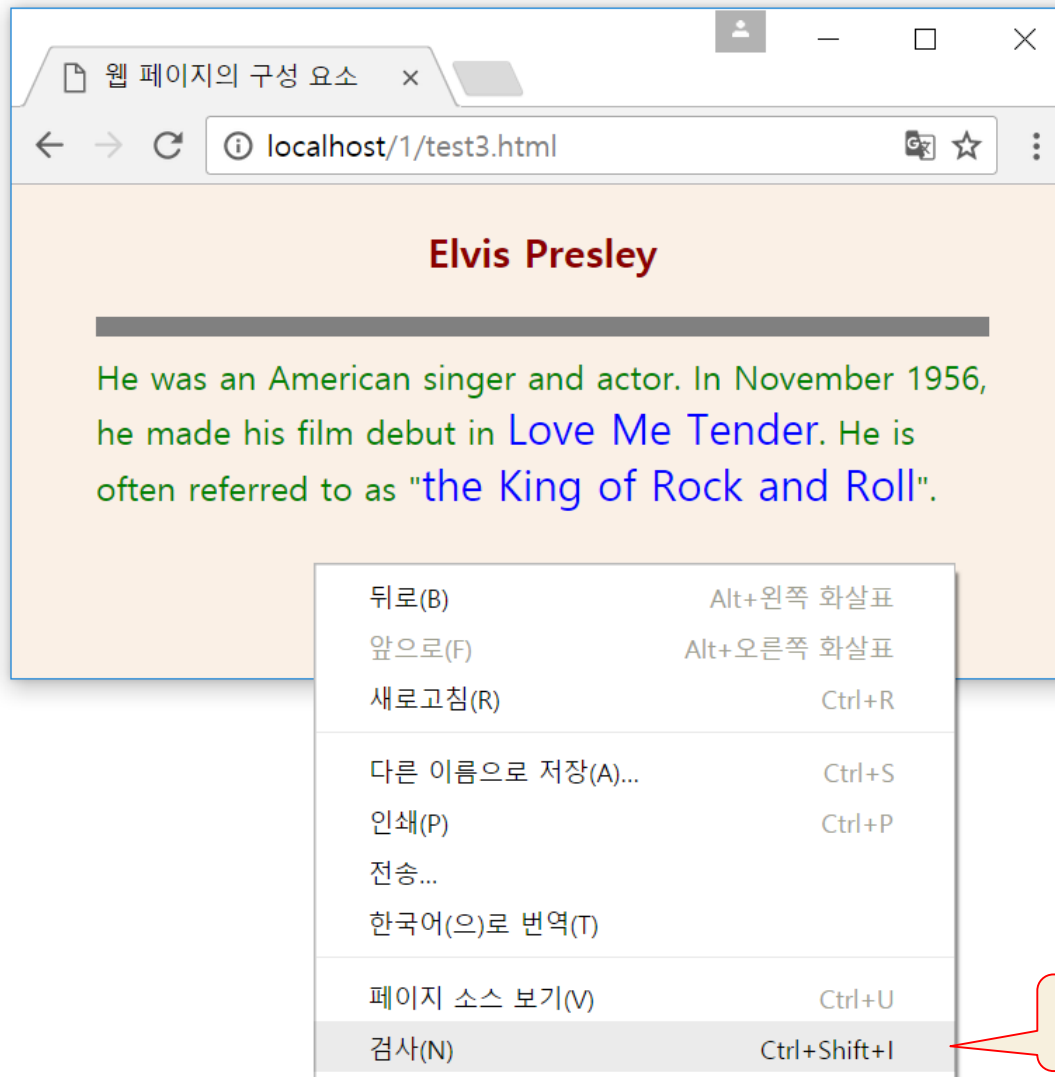 웹 페이지의 구성 요소
localhost/1/test3.html
Elvis Presley
He was an American singer and actor. In November 1956,
he made his film debut in Love Me Tender. He is
often referred to as "the King of Rock and Roll".
뒤로(B) Alt+왼쪽 화살표
앞으로(F) Alt+오른쪽 화살표
새로고침(R) Ctrl+R
다른 이름으로 저장(A)... Ctrl+S
인쇄(P) Ctrl+P
전송...
한국어(으)로 번역(T)
페이지 소스 보기(V) Ctrl+U
검사(N) Ctrl+Shift+I